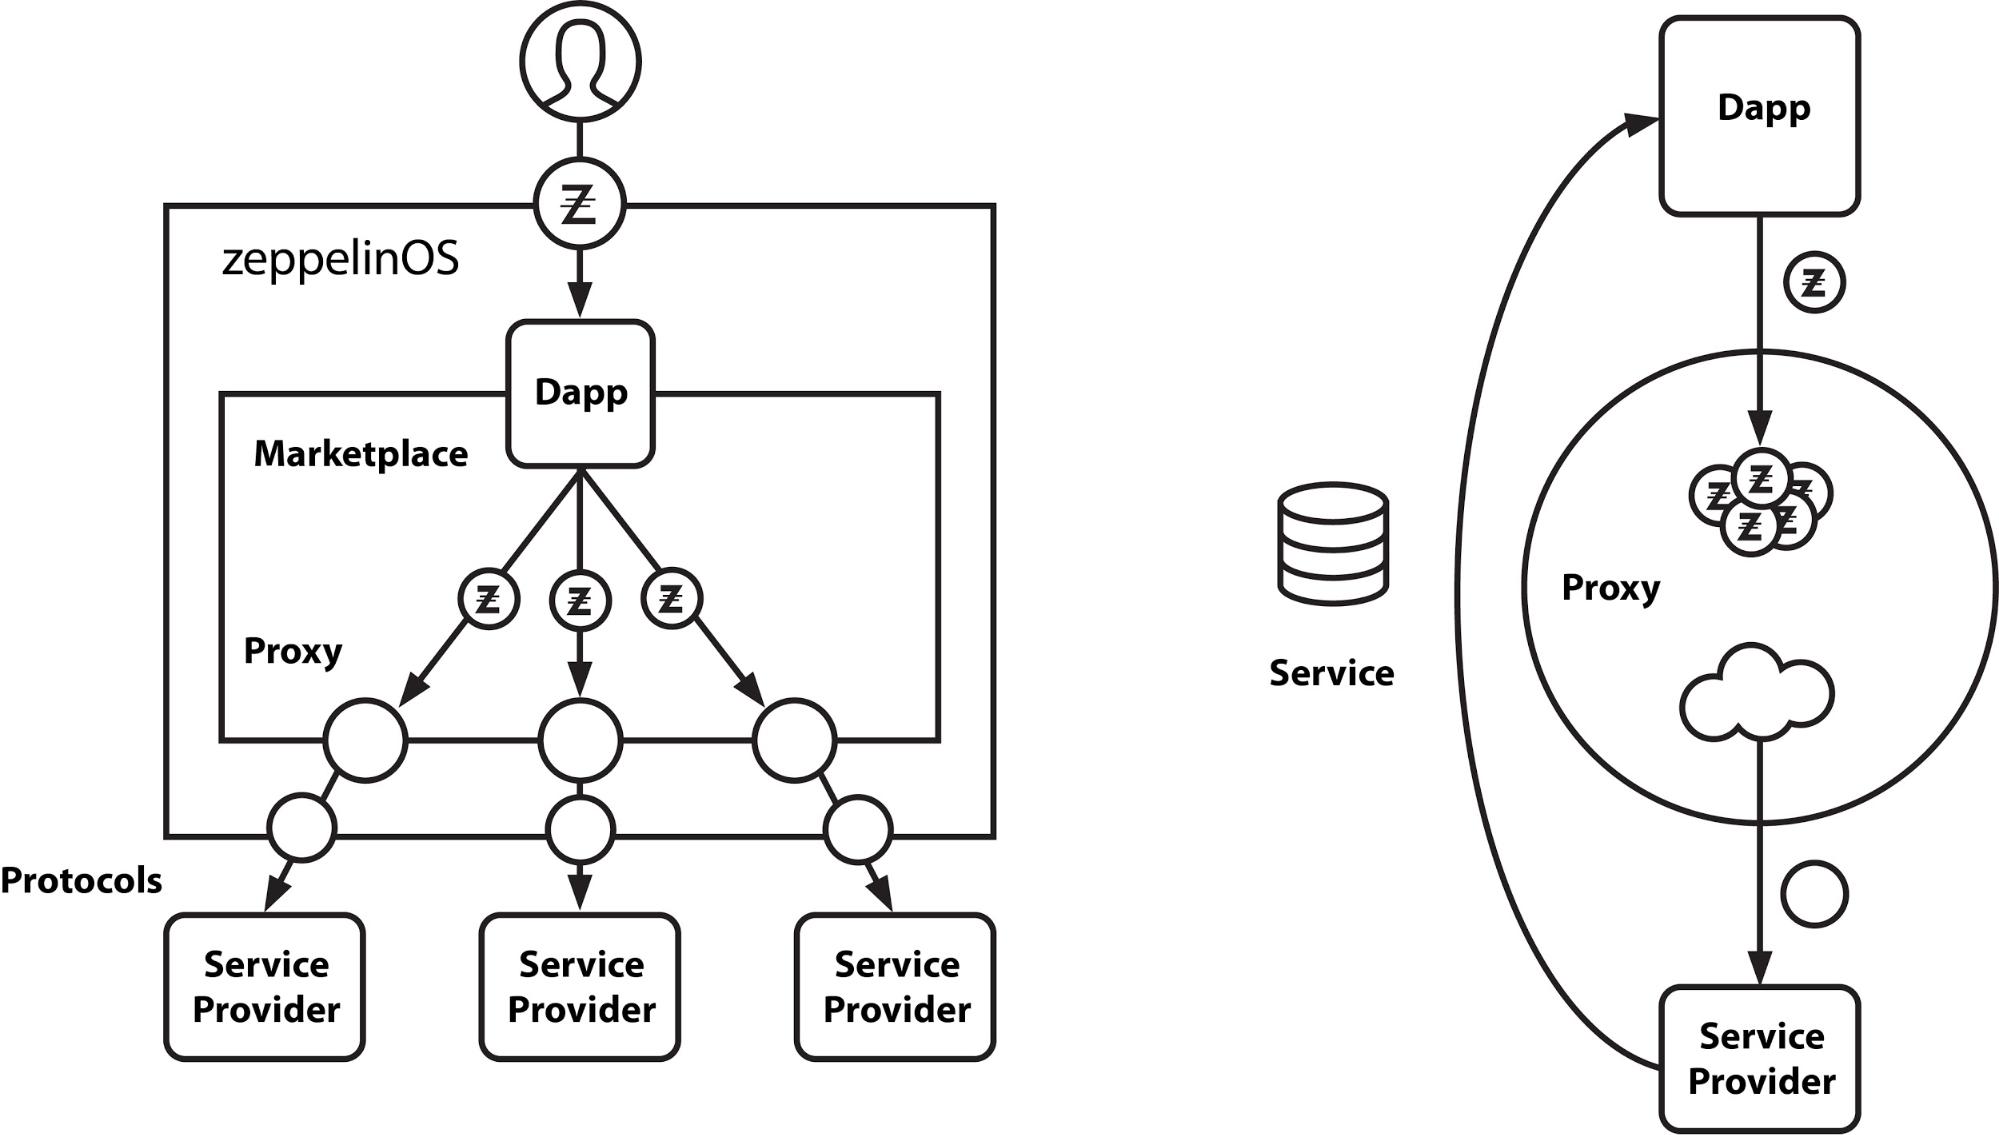 zeppelinOS
Dapp
Marketplace
Proxy
Protocols
Service
Provider
Service
Provider
Service
Provider
Dapp
Proxy
Service
Service
Provider